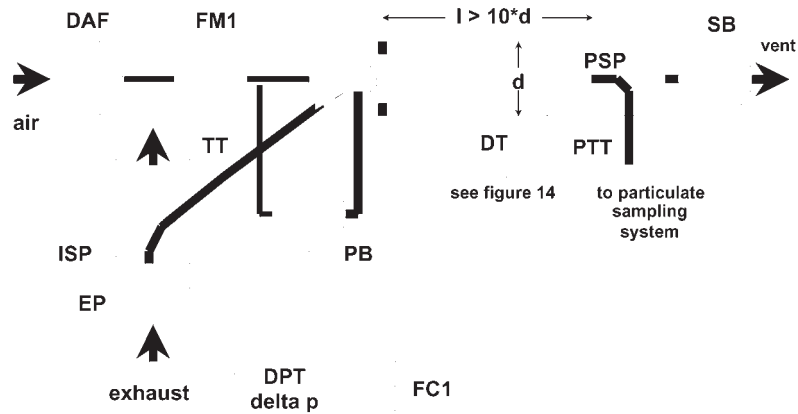 DAF
FM1
l > 10*d
SB
vent
PSP
d
air
TT
DT
PTT
see figure 14
to particulate
sampling
system
ISP
PB
EP
DPT
delta p
FC1
exhaust